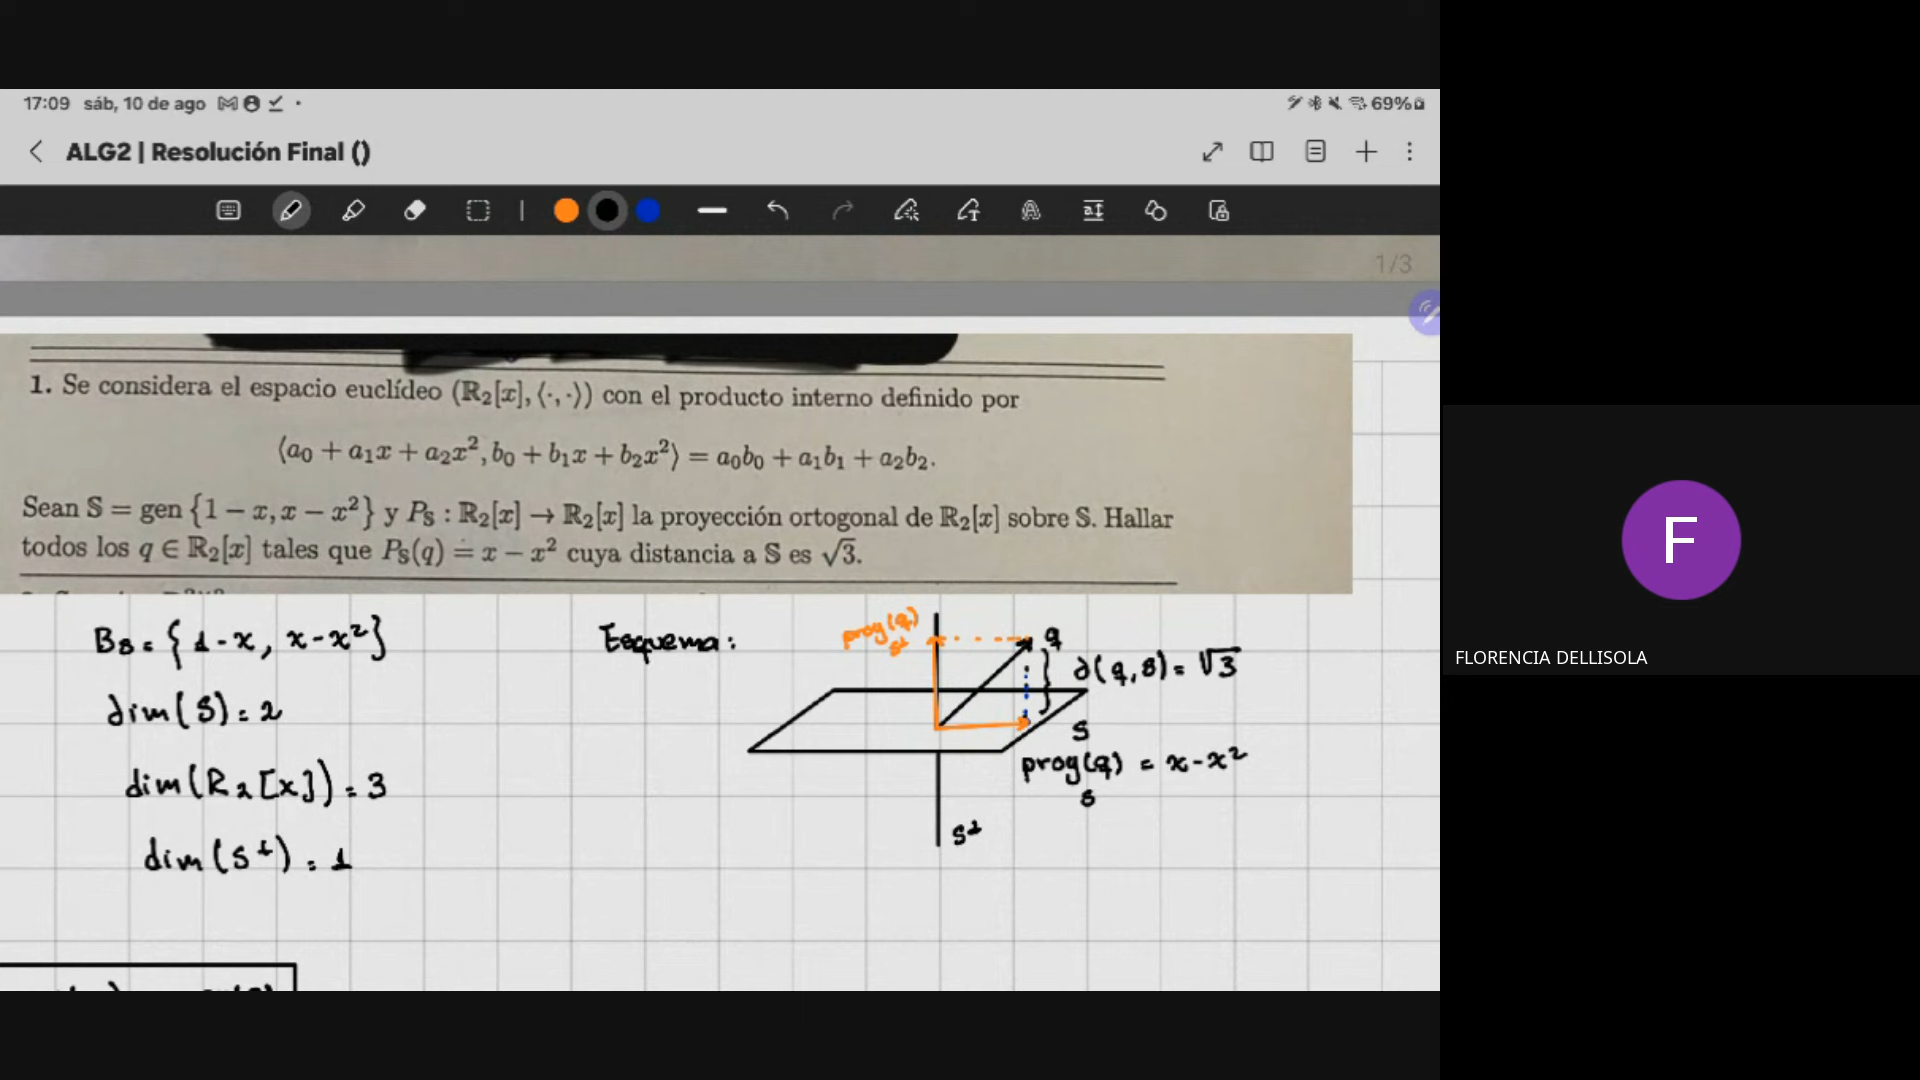 17:09 sáb, 10 de ago
69%
ALG2 | Resolución Final ()
1/3
1. Se considera el espacio euclídeo (ℝ₂[x], ⟨·,·⟩) con el producto interno definido por
⟨a₀ + a₁x + a₂x², b₀ + b₁x + b₂x²⟩ = a₀b₀ + a₁b₁ + a₂b₂.
Sean 𝕊 = gen {1 − x, x − x²} y P𝕊 : ℝ₂[x] → ℝ₂[x] la proyección ortogonal de ℝ₂[x] sobre 𝕊. Hallar
todos los q ∈ ℝ₂[x] tales que P𝕊(q) = x − x² cuya distancia a 𝕊 es √3.
BS = {1-x, x-x²}
dim(S) = 2
dim(R₂[x]) = 3
dim(S⊥) = 1
Esquema:
proy(q)
S⊥
q
d(q,S) = √3
S
proy(q) = x-x²
S
S⊥
F
FLORENCIA DELLISOLA